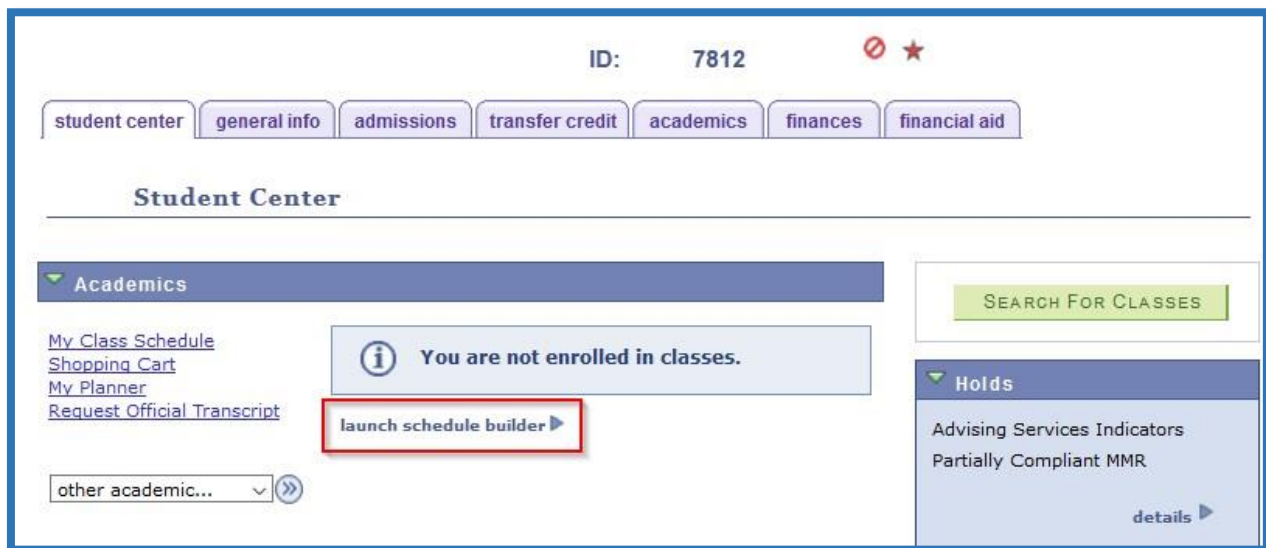 ID: 7812
student center general info admissions transfer credit academics finances financial aid
Student Center
Academics
My Class Schedule
Shopping Cart
My Planner
Request Official Transcript
You are not enrolled in classes.
launch schedule builder
other academic...
SEARCH FOR CLASSES
Holds
Advising Services Indicators
Partially Compliant MMR
details